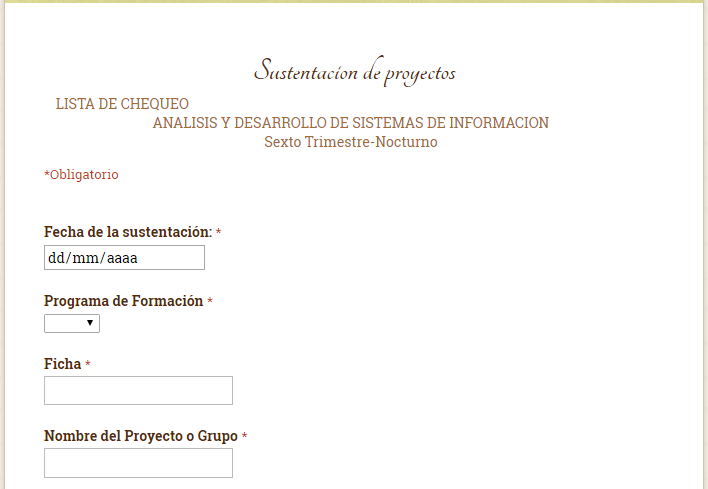 Sustentacion de proyectos
LISTA DE CHEQUEO
ANALISIS Y DESARROLLO DE SISTEMAS DE INFORMACION
Sexto Trimestre-Nocturno
*Obligatorio
Fecha de la sustentación: *
dd/mm/aaaa
Programa de Formación *
Ficha *
Nombre del Proyecto o Grupo *